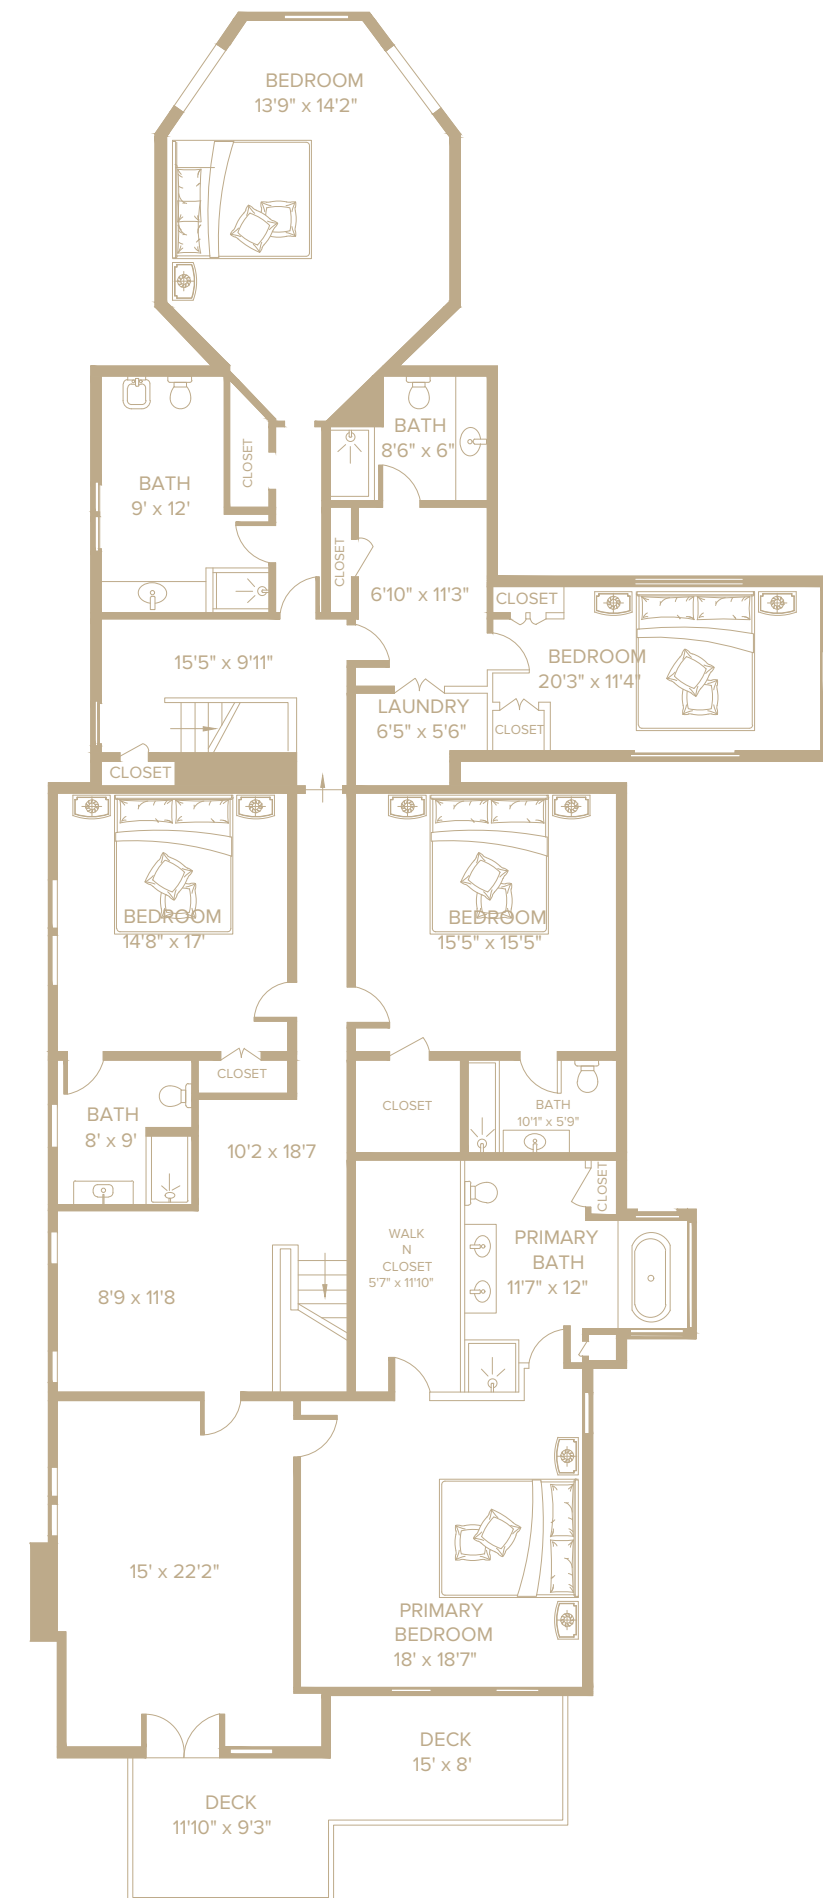 BEDROOM
13'9" x 14'2"
BATH
8'6" x 6"
CLOSET
BATH
9' x 12'
CLOSET
6'10" x 11'3"
CLOSET
BEDROOM
20'3" x 11'4"
15'5" x 9'11"
LAUNDRY
6'5" x 5'6"
CLOSET
CLOSET
BEDROOM
14'8" x 17'
BEDROOM
15'5" x 15'5"
CLOSET
BATH
8' x 9'
CLOSET
BATH
10'1" x 5'9"
10'2 x 18'7
CLOSET
WALK
N
CLOSET
5'7" x 11'10"
PRIMARY
BATH
11'7" x 12"
8'9 x 11'8
15' x 22'2"
PRIMARY
BEDROOM
18' x 18'7"
DECK
15' x 8'
DECK
11'10" x 9'3"